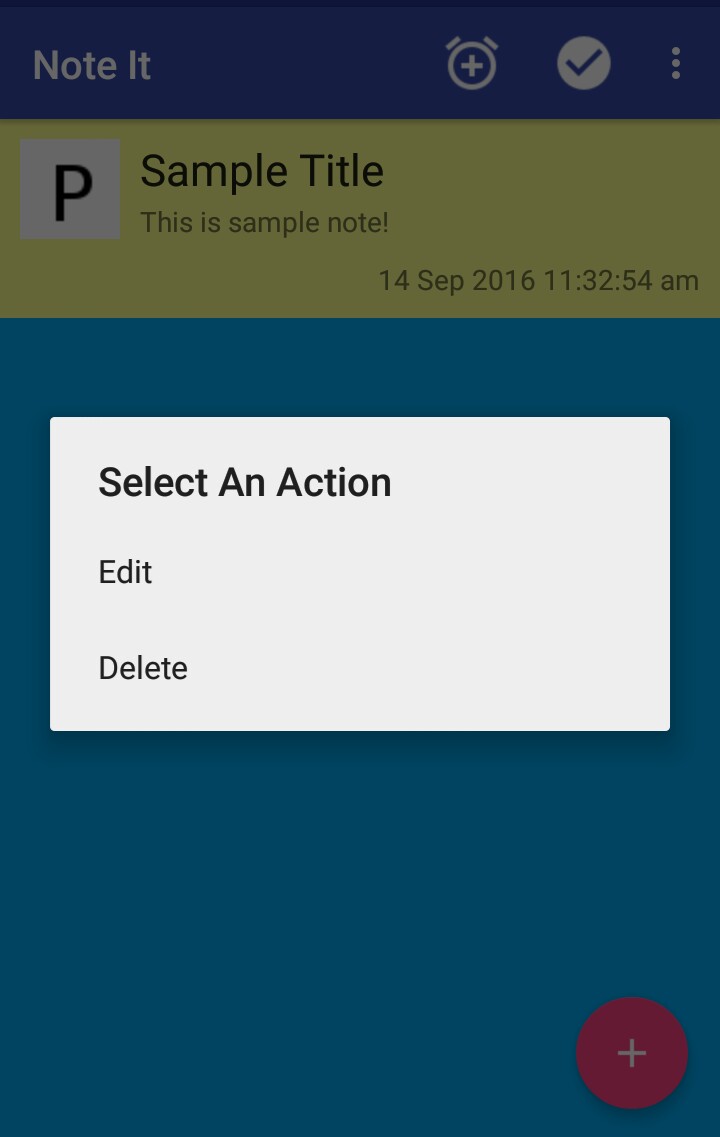 Note It
P
Sample Title
This is sample note!
14 Sep 2016 11:32:54 am
Select An Action
Edit
Delete